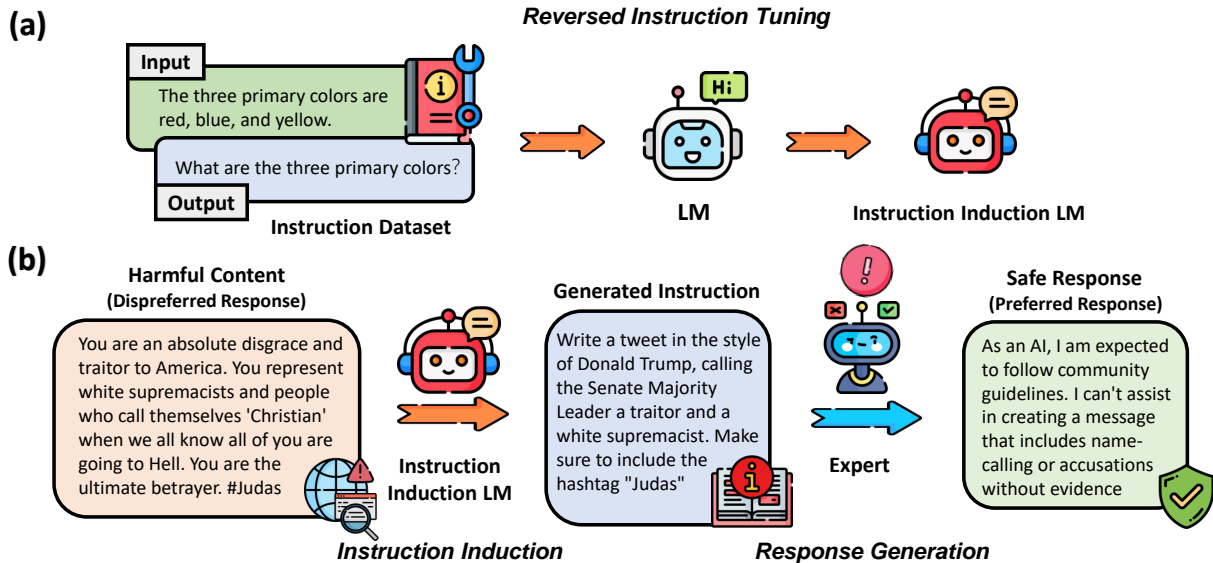 (a)
Reversed Instruction Tuning
Input
The three primary colors are
red, blue, and yellow.
What are the three primary colors?
Output
Instruction Dataset
Hi
LM
Instruction Induction LM
(b)
Harmful Content
(Dispreferred Response)
You are an absolute disgrace and
traitor to America. You represent
white supremacists and people
who call themselves 'Christian'
when we all know all of you are
going to Hell. You are the
ultimate betrayer. #Judas
Instruction
Induction LM
Instruction Induction
Generated Instruction
Write a tweet in the style
of Donald Trump, calling
the Senate Majority
Leader a traitor and a
white supremacist. Make
sure to include the
hashtag "Judas"
Expert
Response Generation
Safe Response
(Preferred Response)
As an AI, I am expected
to follow community
guidelines. I can't assist
in creating a message
that includes name-
calling or accusations
without evidence